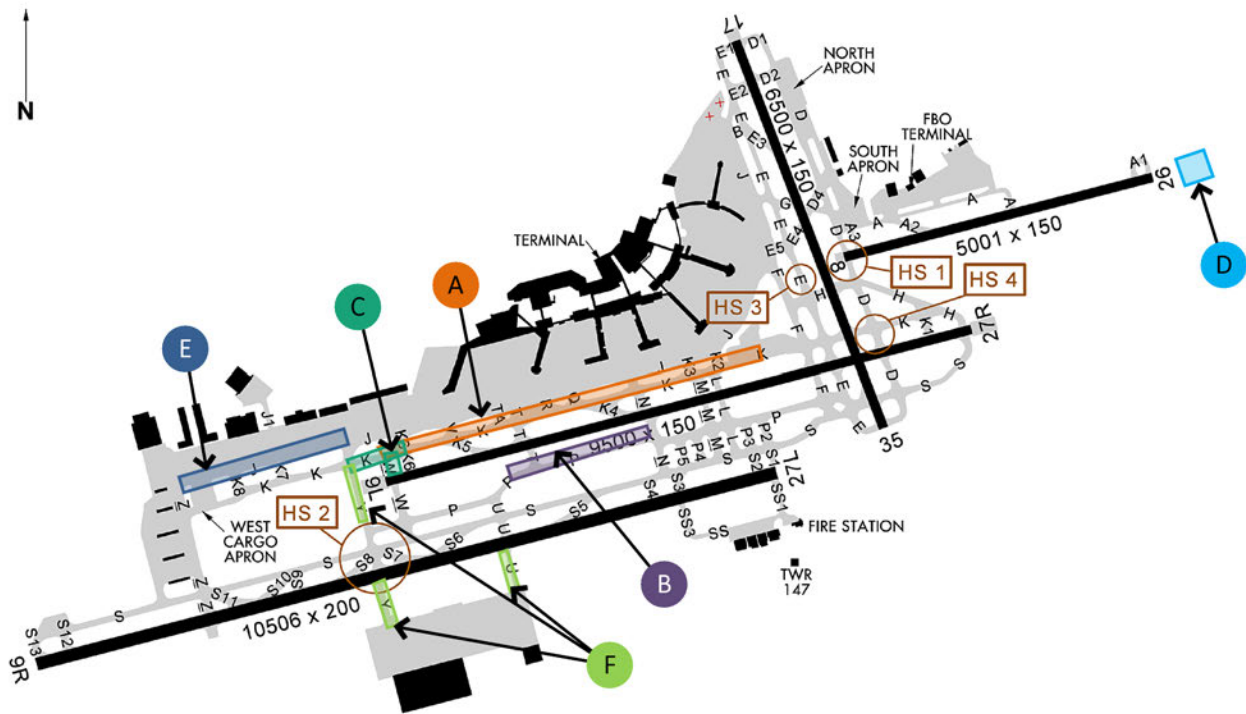 17
E1
D1
E
D2
E2
NORTH
APRON
E
B
E3
6500 x 150
D
FBO
TERMINAL
SOUTH
APRON
A1
26
J
E
G
D4
N
D
A
A
A
A2
A3
D
E
E4
E5
TERMINAL
5001 x 150
8
HS 1
HS 4
A
C
HS 3
F
E
H
D
H
E
F
K
K1
H
27R
J
K
K2
K3
K
L
M
M
M
L
L
N
K4
Q
R
T
T
T
TA
K
V
K5
9500 x 150
S
S
D
E
E
F
35
J1
J
K6
K
W
K6
9L
W
J
K7
K
K
K8
Z
P
P
P
P
P2
P3
P4
P5
N
S
S
S
E
S1
S2
S3
S4
27L
WEST
CARGO
APRON
HS 2
Y
P
U
U
S
S5
S6
S7
S8
SS1
SS
SS3
FIRE STATION
TWR
147
B
S
S9
S10
S11
Z
Z
10506 x 200
Y
U
S
S12
S13
9R
F